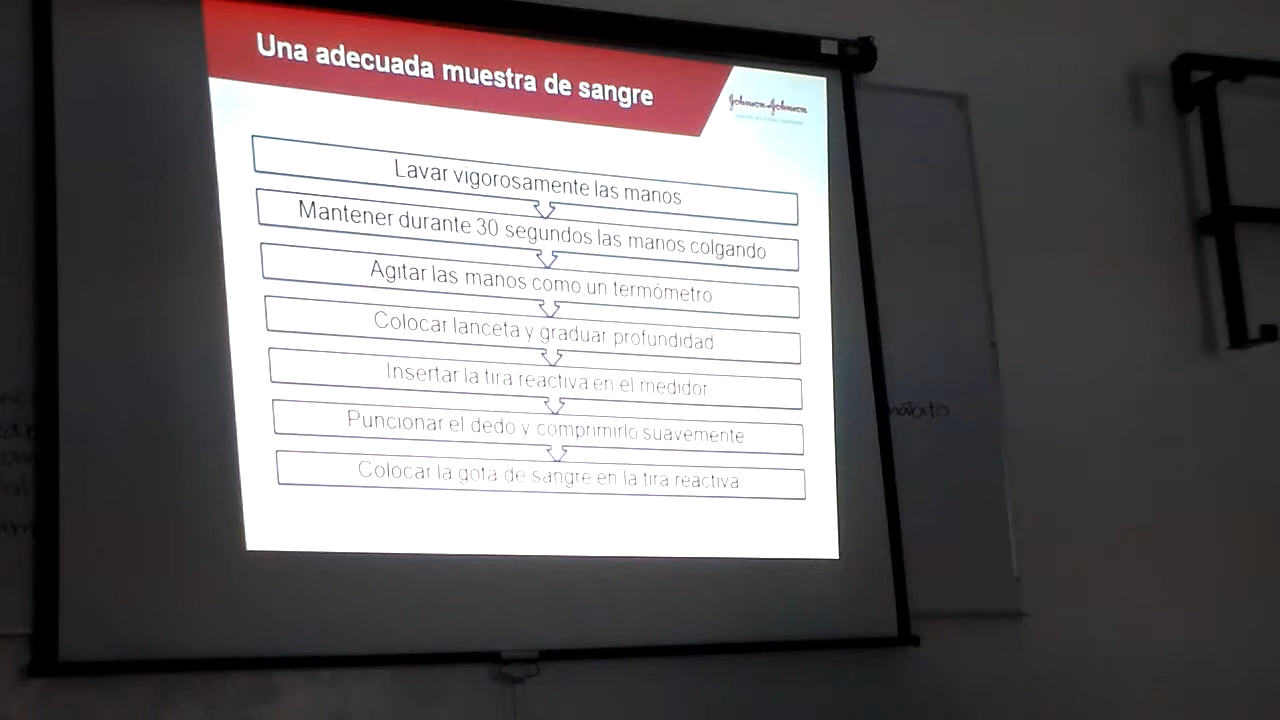 Una adecuada muestra de sangre
Johnson & Johnson
Lavar vigorosamente las manos
Mantener durante 30 segundos las manos colgando
Agitar las manos como un termómetro
Colocar lanceta y graduar profundidad
Insertar la tira reactiva en el medidor
Puncionar el dedo y comprimirlo suavemente
Colocar la gota de sangre en la tira reactiva